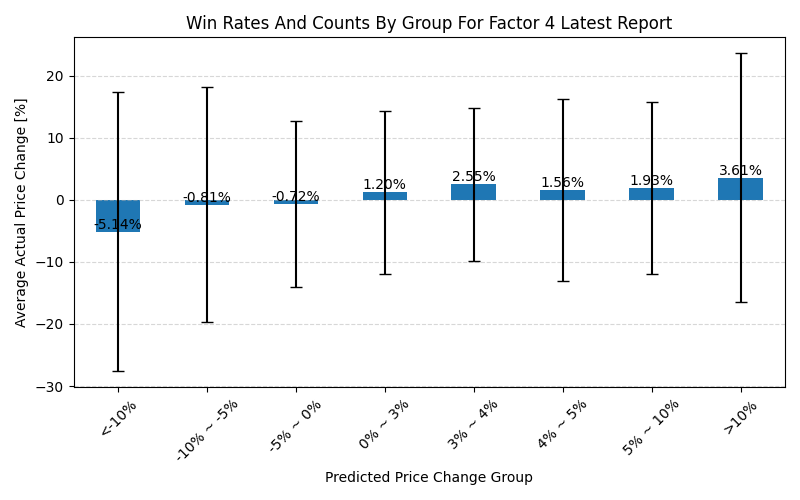 Win Rates And Counts By Group For Factor 4 Latest Report
Average Actual Price Change [%]
20
10
0
−10
−20
−30
-5.14%
-0.81%
-0.72%
1.20%
2.55%
1.56%
1.93%
3.61%
<-10%
-10% ~ -5%
-5% ~ 0%
0% ~ 3%
3% ~ 4%
4% ~ 5%
5% ~ 10%
>10%
Predicted Price Change Group